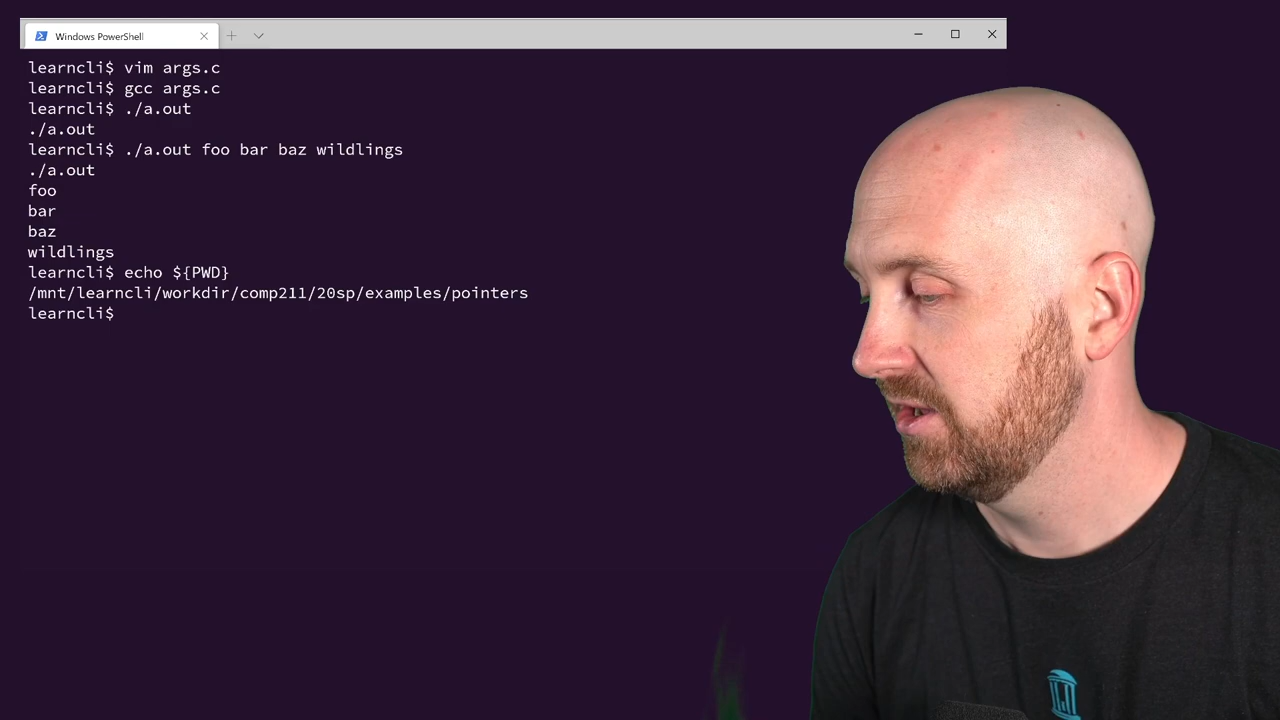 Windows PowerShell
learncli$ vim args.c
learncli$ gcc args.c
learncli$ ./a.out
./a.out
learncli$ ./a.out foo bar baz wildlings
./a.out
foo
bar
baz
wildlings
learncli$ echo ${PWD}
/mnt/learncli/workdir/comp211/20sp/examples/pointers
learncli$